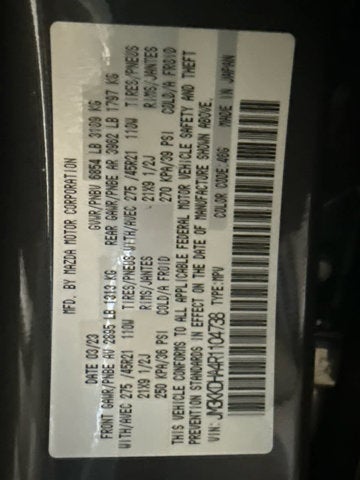 MFD. BY MAZDA MOTOR CORPORATION
DATE 03/23 GVWR/PNBV 6854 LB 3109 KG
FRONT GAWR/PNBE AV 2895 LB 1313 KG REAR GAWR/PNBE AR 3962 LB 1797 KG
WITH/AVEC 275 /45R21 110W TIRES/PNEUS WITH/AVEC 275 /45R21 110W TIRES/PNEUS
21X9 1/2J RIMS/JANTES 21X9 1/2J RIMS/JANTES
250 KPA/36 PSI COLD/A FROID 270 KPA/39 PSI COLD/A FROID
THIS VEHICLE CONFORMS TO ALL APPLICABLE FEDERAL MOTOR VEHICLE SAFETY AND THEFT
PREVENTION STANDARDS IN EFFECT ON THE DATE OF MANUFACTURE SHOWN ABOVE.
VIN: JM3KKDHA4R1104738 TYPE:MPV COLOR CODE:46G MADE IN JAPAN